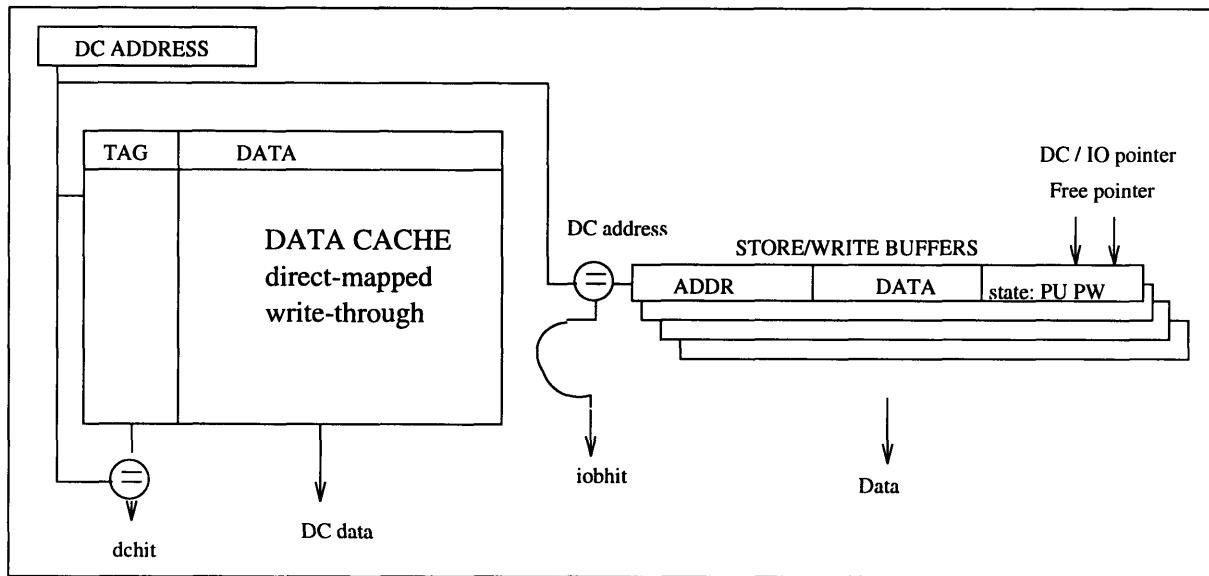 DC ADDRESS
TAG DATA
DATA CACHE
direct-mapped
write-through
dchit
DC data
DC address
iobhit
DC / IO pointer
Free pointer
STORE/WRITE BUFFERS
ADDR DATA state: PU PW
Data